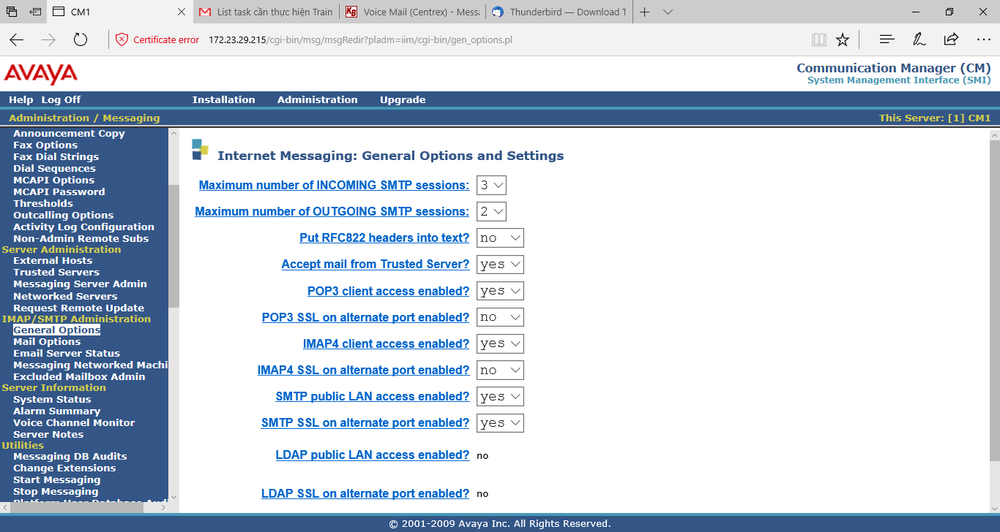 CM1
List task cần thực hiện Train
Voice Mail (Centrex) - Messa
Thunderbird — Download T
Certificate error
172.23.29.215/cgi-bin/msg/msgRedir?pladm=iim/cgi-bin/gen_options.pl
AVAYA
Communication Manager (CM)
System Management Interface (SMI)
Help Log Off Installation Administration Upgrade
Administration / Messaging
This Server: [1] CM1
Announcement Copy
Fax Options
Fax Dial Strings
Dial Sequences
MCAPI Options
MCAPI Password
Thresholds
Outcalling Options
Activity Log Configuration
Non-Admin Remote Subs
Server Administration
External Hosts
Trusted Servers
Messaging Server Admin
Networked Servers
Request Remote Update
IMAP/SMTP Administration
General Options
Mail Options
Email Server Status
Messaging Networked Machi
Excluded Mailbox Admin
Server Information
System Status
Alarm Summary
Voice Channel Monitor
Server Notes
Utilities
Messaging DB Audits
Change Extensions
Start Messaging
Stop Messaging
Internet Messaging: General Options and Settings
Maximum number of INCOMING SMTP sessions: 3
Maximum number of OUTGOING SMTP sessions: 2
Put RFC822 headers into text? no
Accept mail from Trusted Server? yes
POP3 client access enabled? yes
POP3 SSL on alternate port enabled? no
IMAP4 client access enabled? yes
IMAP4 SSL on alternate port enabled? no
SMTP public LAN access enabled? yes
SMTP SSL on alternate port enabled? yes
LDAP public LAN access enabled? no
LDAP SSL on alternate port enabled? no
© 2001-2009 Avaya Inc. All Rights Reserved.